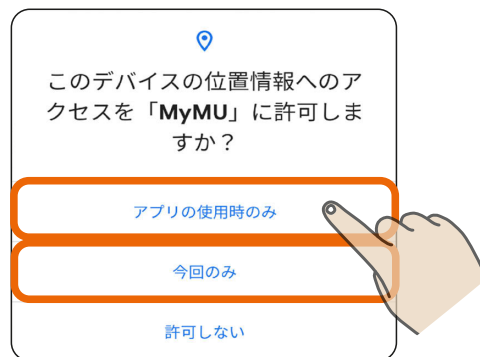 このデバイスの位置情報へのア
クセスを「MyMU」に許可しま
すか？
アプリの使用時のみ
今回のみ
許可しない